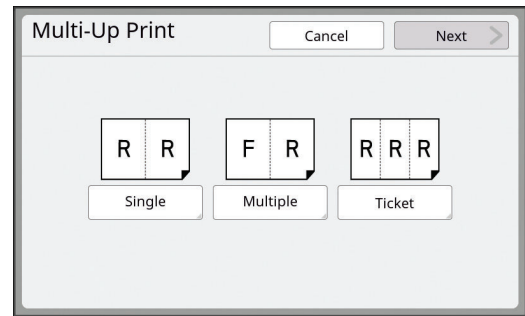 Multi-Up Print
Cancel
Next
R R
F R
R R R
Single
Multiple
Ticket